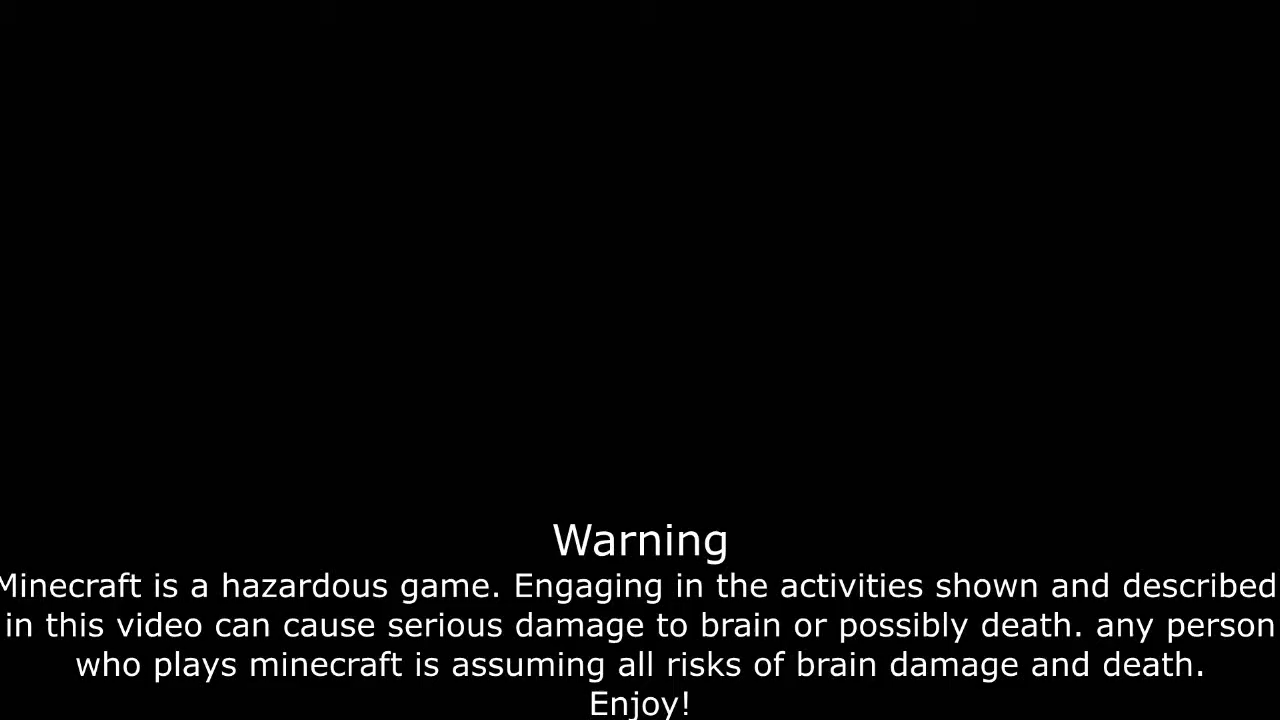 Warning
Minecraft is a hazardous game. Engaging in the activities shown and described
in this video can cause serious damage to brain or possibly death. any person
who plays minecraft is assuming all risks of brain damage and death.
Enjoy!